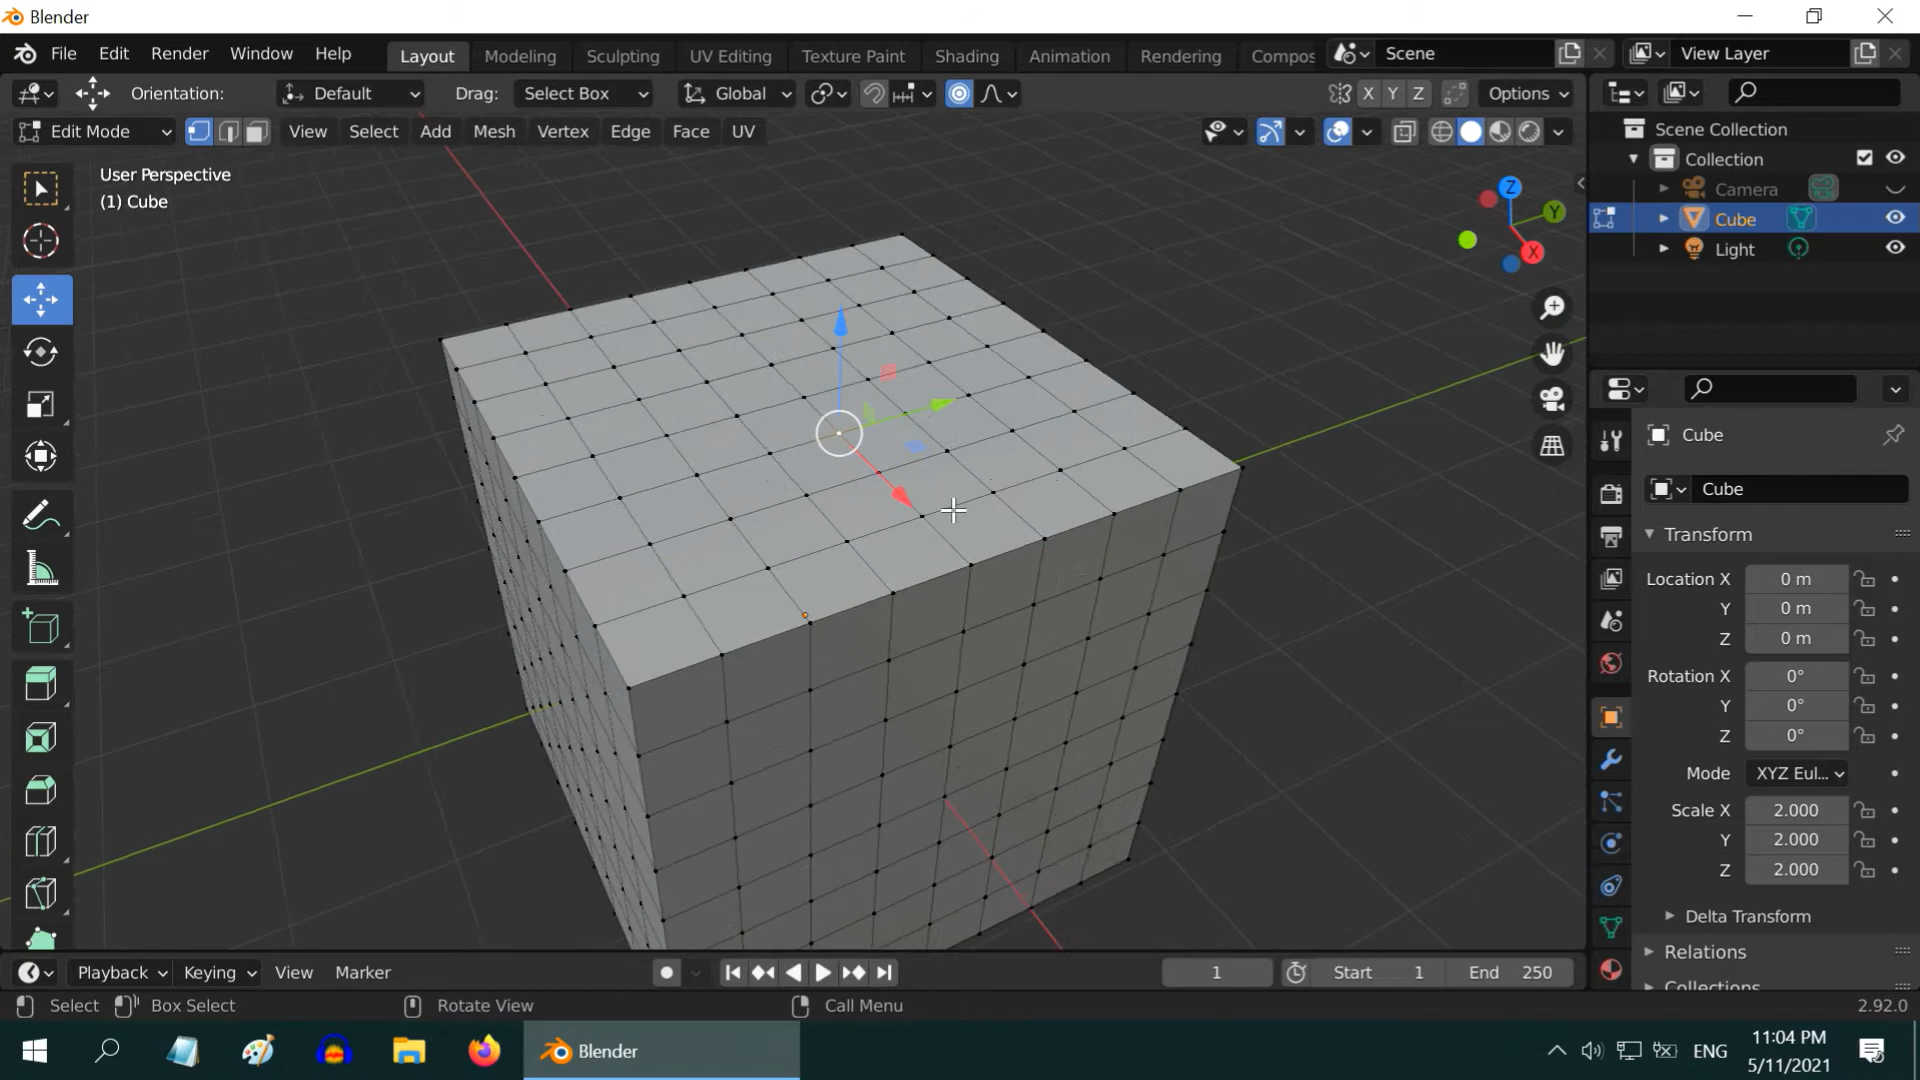 Blender
File Edit Render Window Help Layout Modeling Sculpting UV Editing Texture Paint Shading Animation Rendering Compos Scene View Layer
Orientation: Default Drag: Select Box Global X Y Z Options
Edit Mode View Select Add Mesh Vertex Edge Face UV
User Perspective
(1) Cube
Z
Y
X
Scene Collection
Collection
Camera
Cube
Light
Cube
Cube
Transform
Location X 0 m
Y 0 m
Z 0 m
Rotation X 0°
Y 0°
Z 0°
Mode XYZ Eul...
Scale X 2.000
Y 2.000
Z 2.000
Delta Transform
Relations
Collections
Playback Keying View Marker 1 Start 1 End 250
Select Box Select Rotate View Call Menu 2.92.0
Blender ENG 11:04 PM
5/11/2021